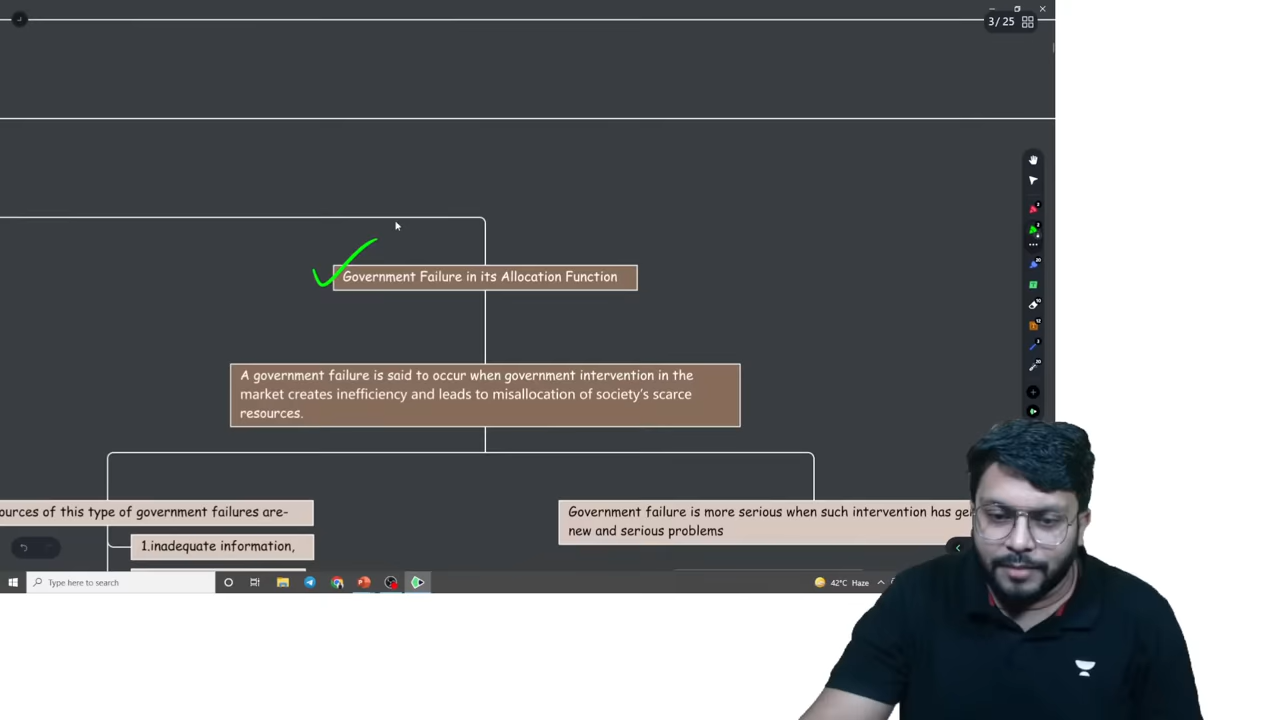 3/25
Government Failure in its Allocation Function
A government failure is said to occur when government intervention in the
market creates inefficiency and leads to misallocation of society's scarce
resources.
ources of this type of government failures are-
1.inadequate information,
Government failure is more serious when such intervention has ge
new and serious problems
Type here to search
42°C Haze